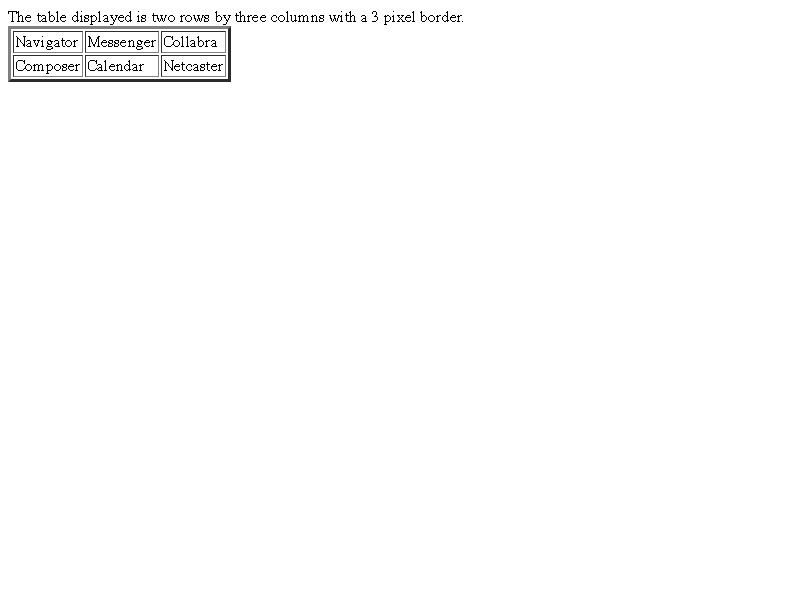 The table displayed is two rows by three columns with a 3 pixel border.
Navigator Messenger Collabra
Composer Calendar Netcaster